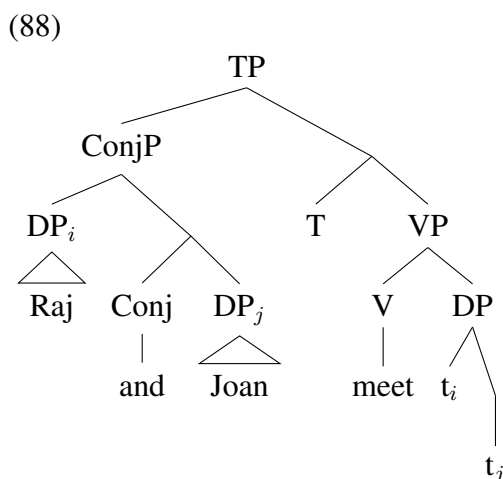 (88)
TP
ConjP
DP_i T VP
Raj Conj DP_j V DP
and Joan meet t_i
t_j